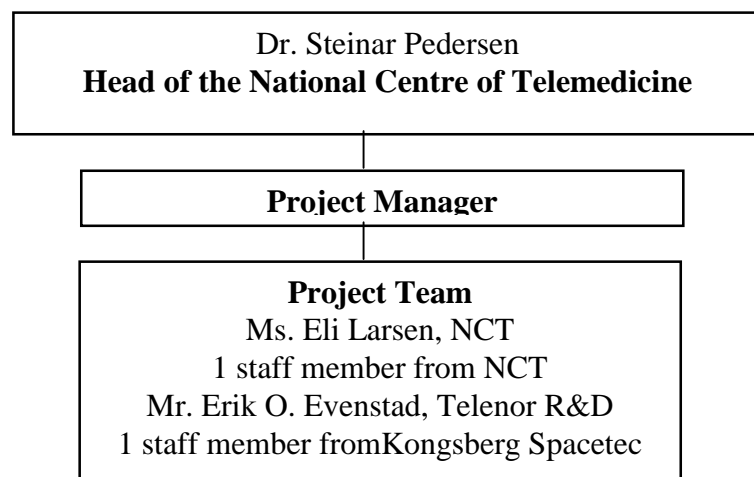 Dr. Steinar Pedersen
Head of the National Centre of Telemedicine
Project Manager
Project Team
Ms. Eli Larsen, NCT
1 staff member from NCT
Mr. Erik O. Evenstad, Telenor R&D
1 staff member fromKongsberg Spacetec